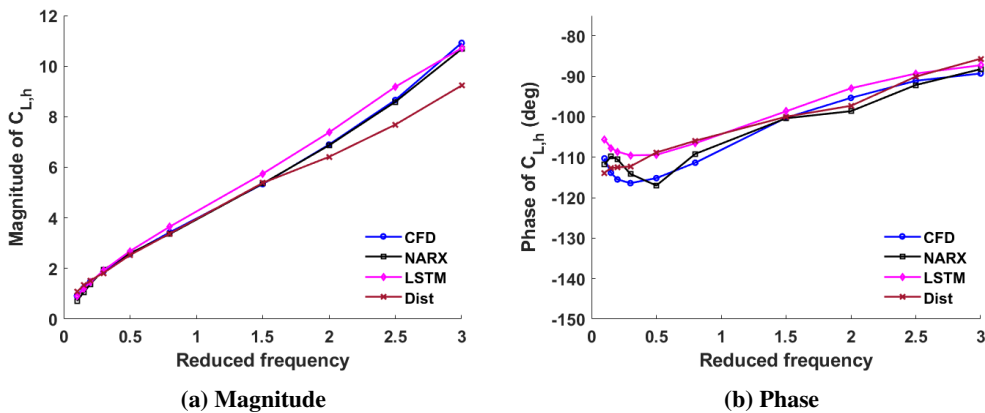 12
10
8
6
4
2
0
Magnitude of C_L,h
CFD
NARX
LSTM
Dist
0 0.5 1 1.5 2 2.5 3
Reduced frequency
(a) Magnitude
-80
-90
-100
-110
-120
-130
-140
-150
Phase of C_L,h (deg)
CFD
NARX
LSTM
Dist
0 0.5 1 1.5 2 2.5 3
Reduced frequency
(b) Phase